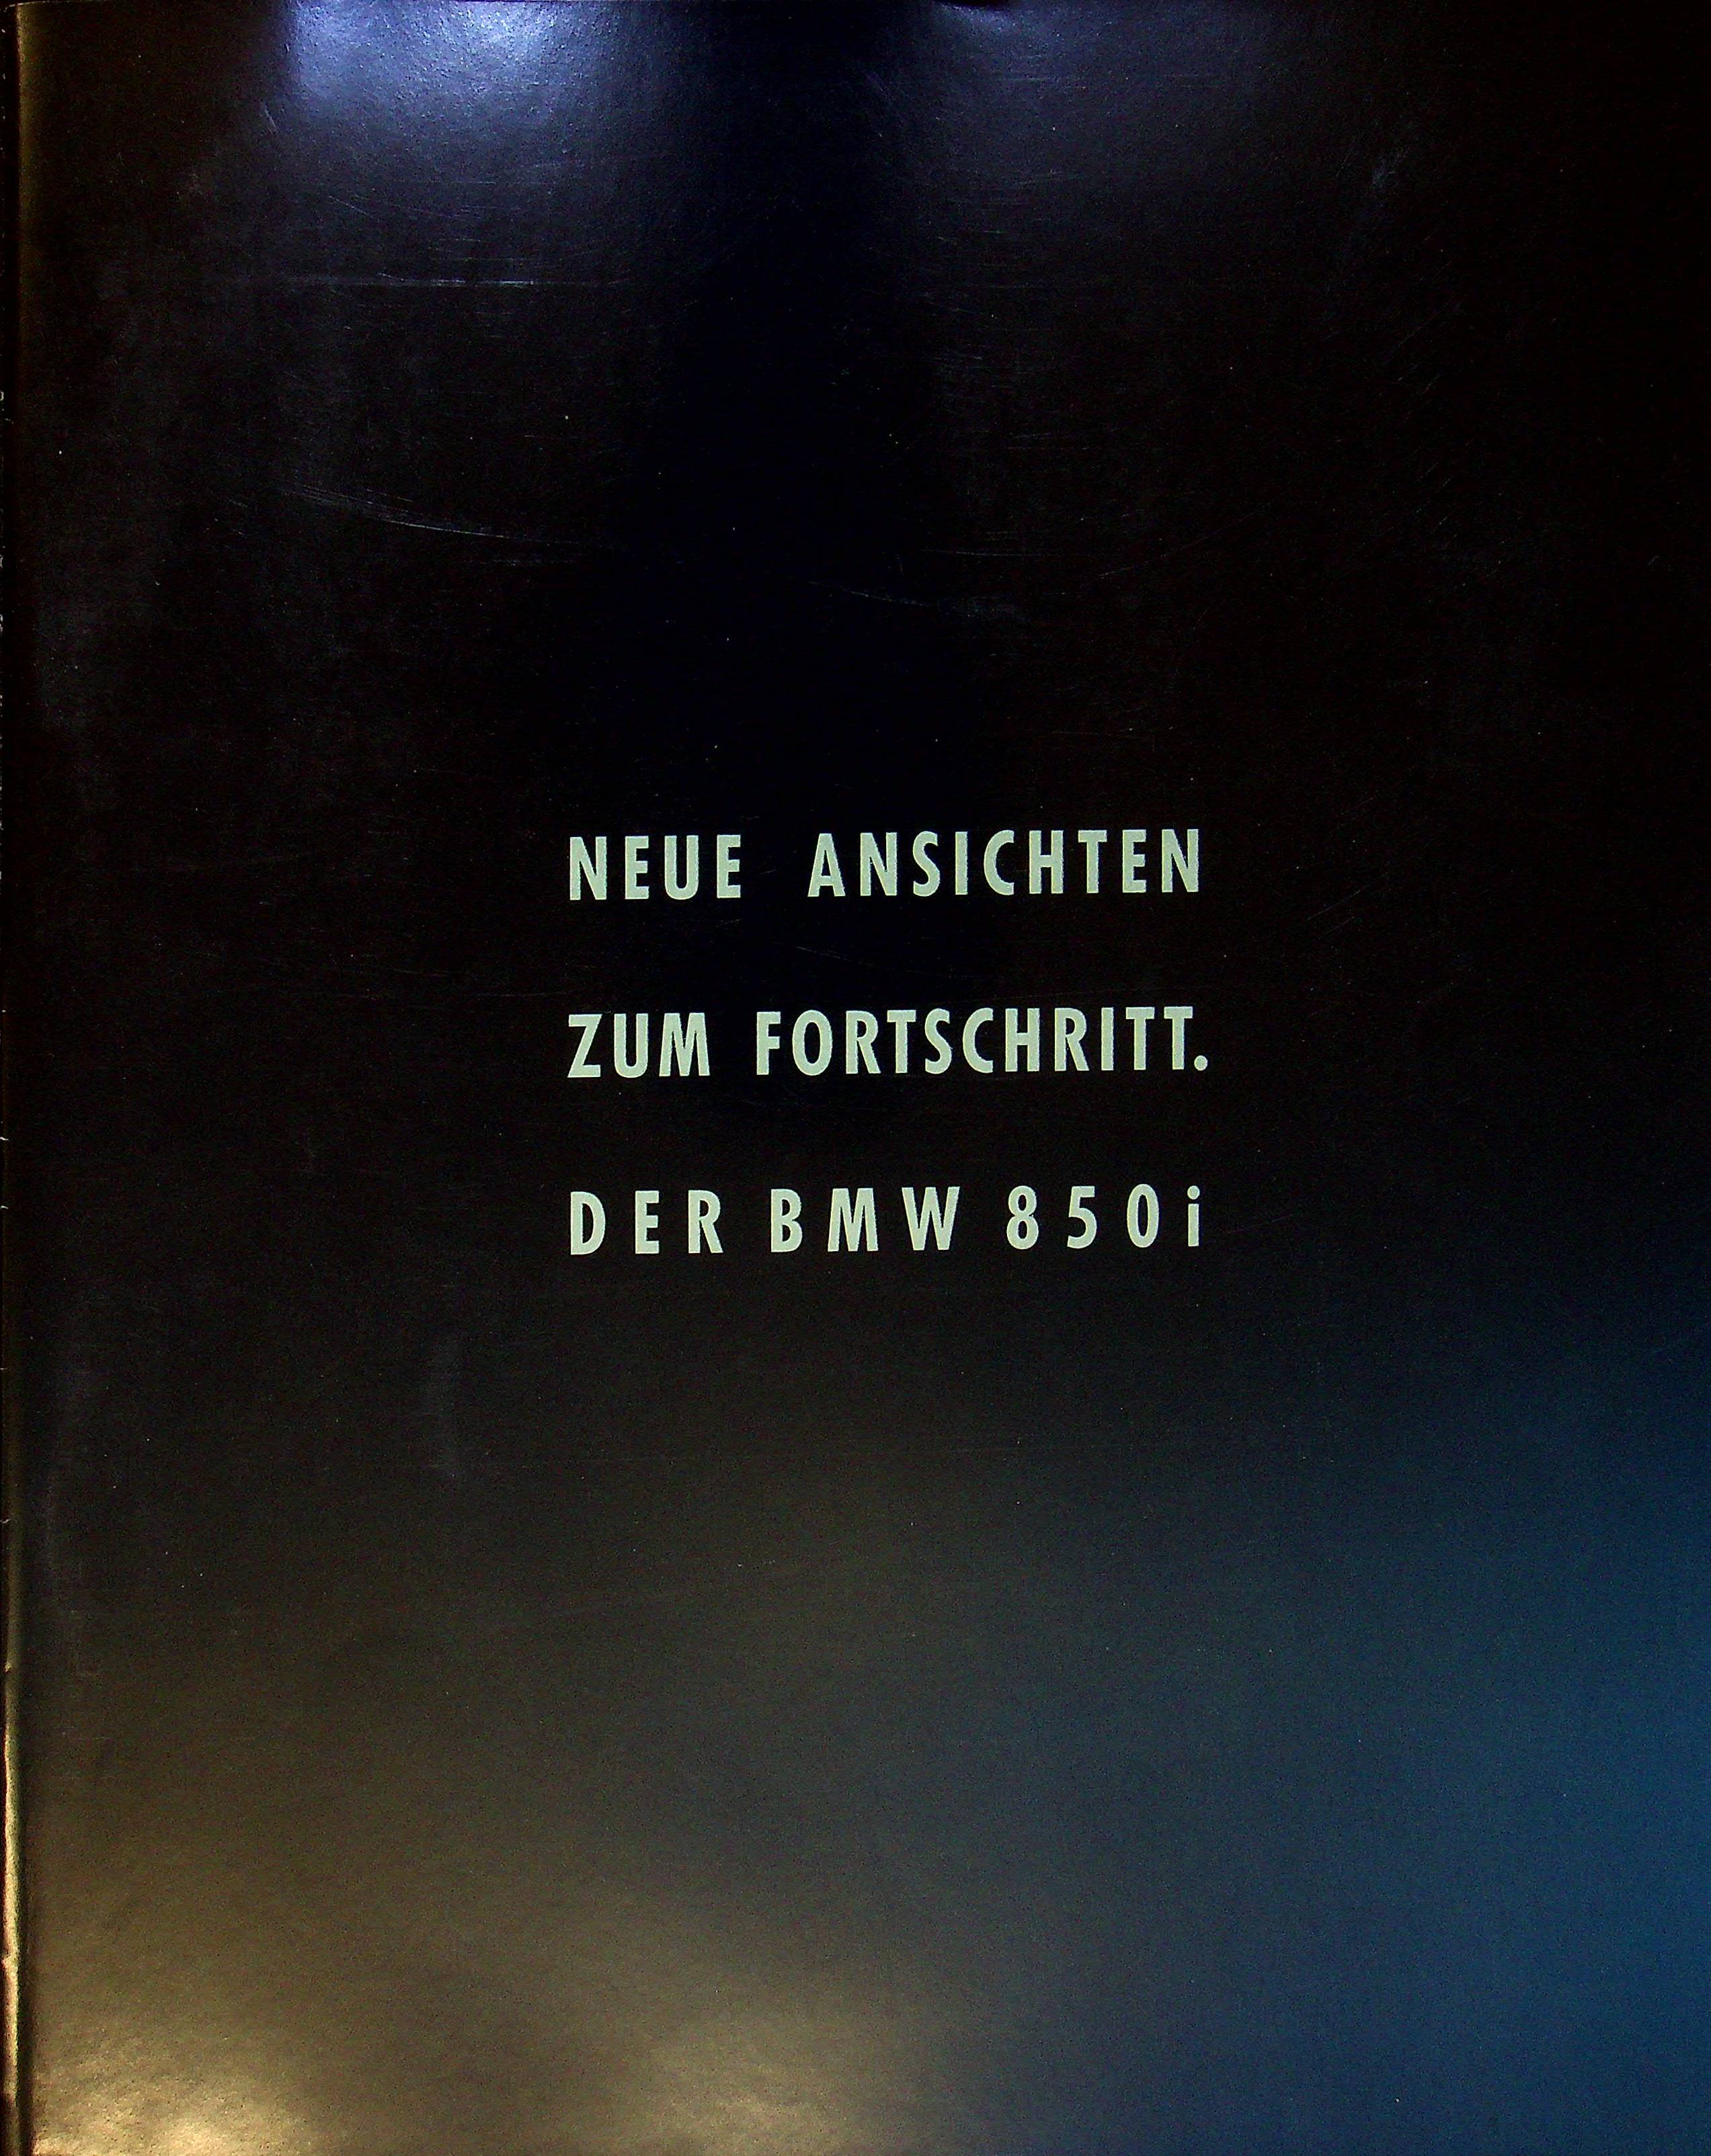 NEUE ANSICHTEN
ZUM FORTSCHRITT.
DER BMW 850i